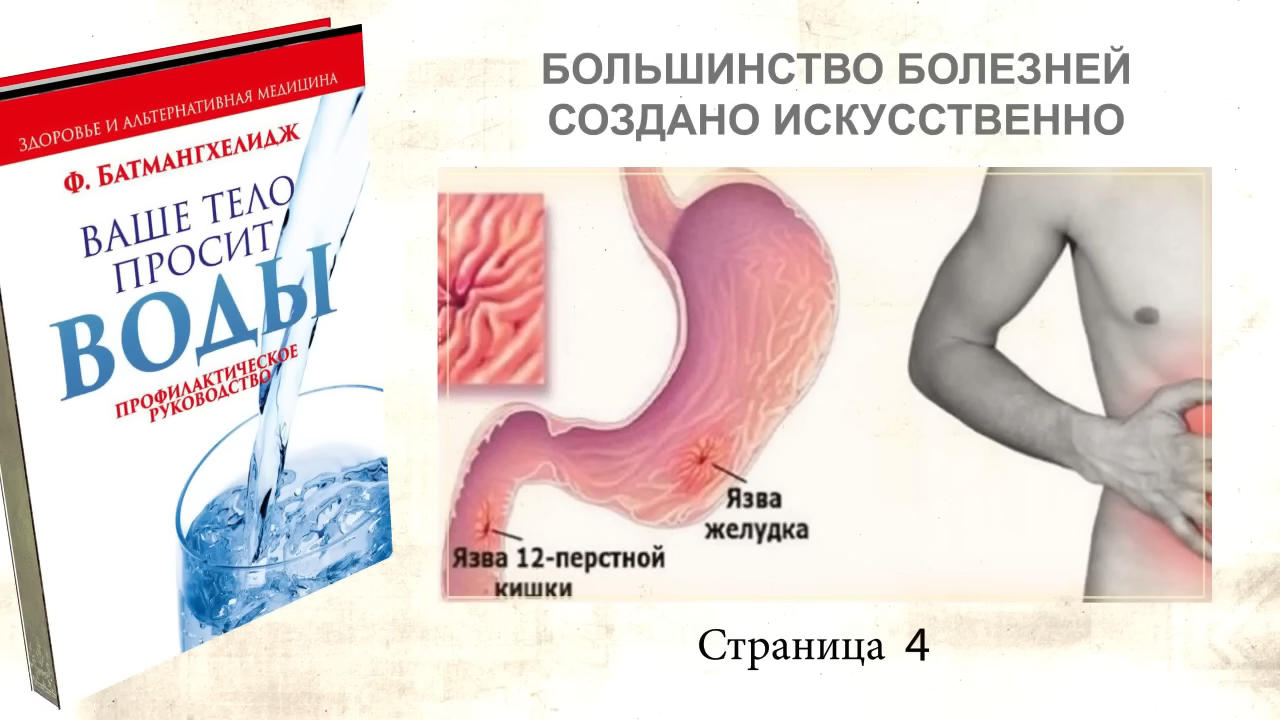 ЗДОРОВЬЕ И АЛЬТЕРНАТИВНАЯ МЕДИЦИНА
Ф. БАТМАНГХЕЛИДЖ
ВАШЕ ТЕЛО
ПРОСИТ
ВОДЫ
ПРОФИЛАКТИЧЕСКОЕ
РУКОВОДСТВО
БОЛЬШИНСТВО БОЛЕЗНЕЙ
СОЗДАНО ИСКУССТВЕННО
Язва
желудка
Язва 12-перстной
кишки
Страница 4